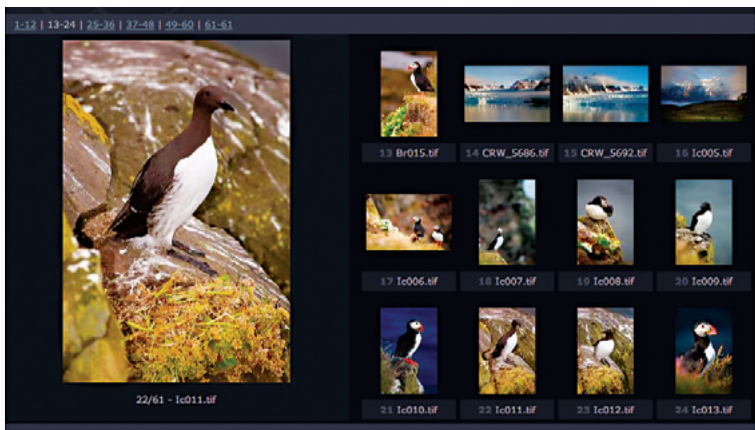 1-12 | 13-24 | 25-36 | 37-48 | 49-60 | 61-61
22/61 - Ic011.tif
13 Br015.tif
14 CRW_5686.tif
15 CRW_5692.tif
16 Ic005.tif
17 Ic006.tif
18 Ic007.tif
19 Ic008.tif
20 Ic009.tif
21 Ic010.tif
22 Ic011.tif
23 Ic012.tif
24 Ic013.tif